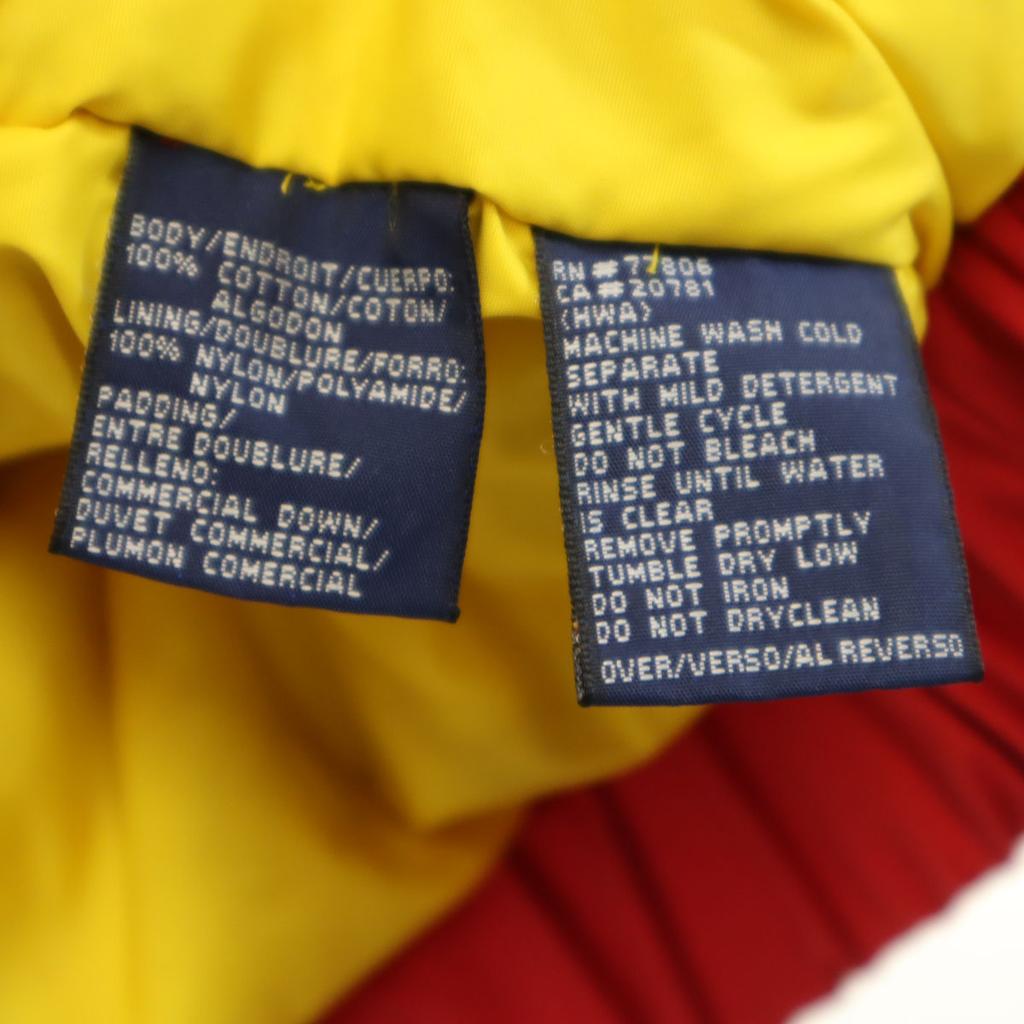 BODY/ENDROIT/CUERPO:
100% COTTON/COTON/
ALGODON
LINING/DOUBLURE/FORRO:
100% NYLON/POLYAMIDE/
NYLON
PADDING/
ENTRE DOUBLURE/
RELLENO:
COMMERCIAL DOWN/
DUVET COMMERCIAL/
PLUMON COMERCIAL
RN #77806
CA #20781
(HWA)
MACHINE WASH COLD
SEPARATE
WITH MILD DETERGENT
GENTLE CYCLE
DO NOT BLEACH
RINSE UNTIL WATER
IS CLEAR
REMOVE PROMPTLY
TUMBLE DRY LOW
DO NOT IRON
DO NOT DRYCLEAN
OVER/VERSO/AL REVERSO